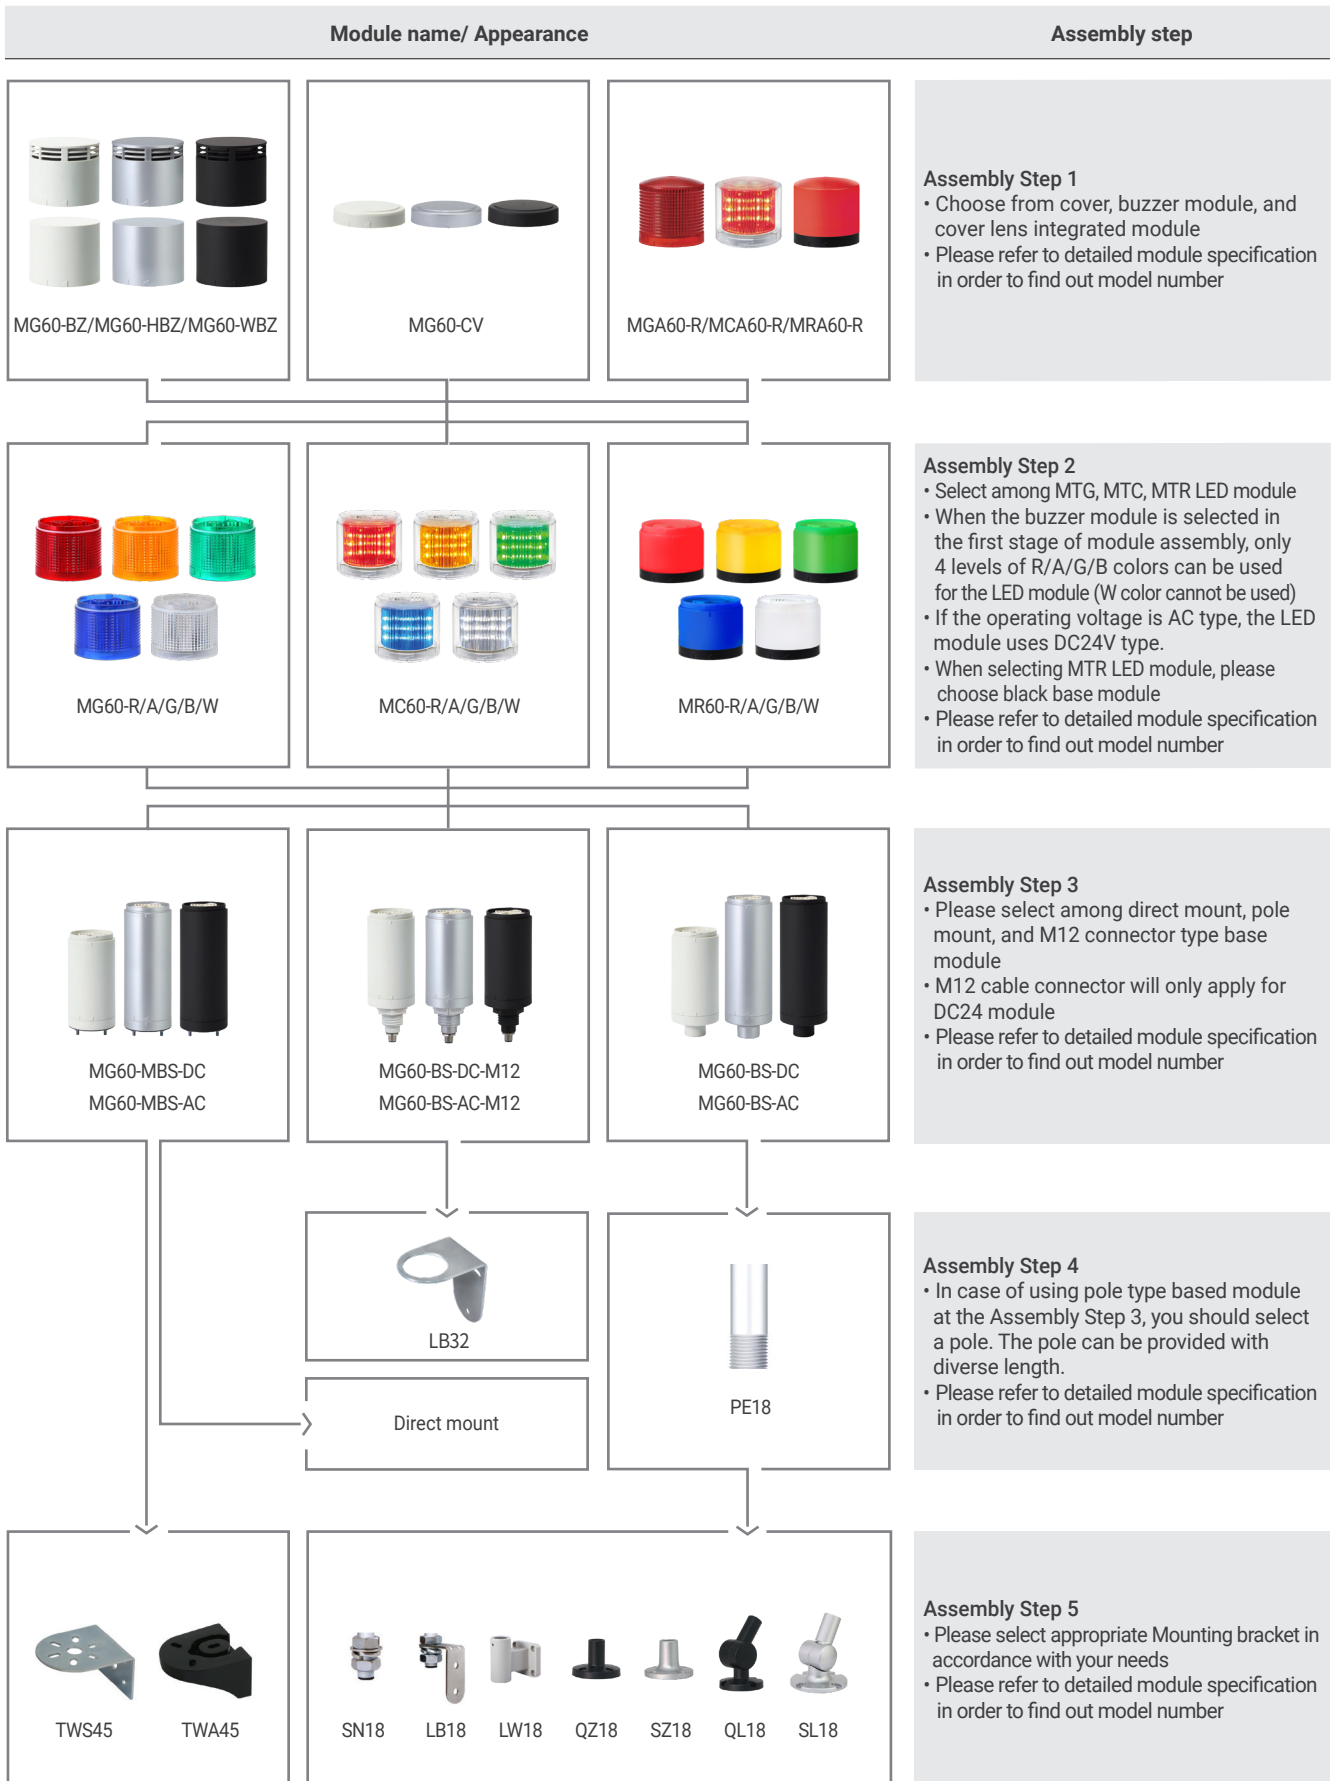 Module name/ Appearance
Assembly step
MG60-BZ/MG60-HBZ/MG60-WBZ
MG60-CV
MGA60-R/MCA60-R/MRA60-R
Assembly Step 1
• Choose from cover, buzzer module, and
cover lens integrated module
• Please refer to detailed module specification
in order to find out model number
MG60-R/A/G/B/W
MC60-R/A/G/B/W
MR60-R/A/G/B/W
Assembly Step 2
• Select among MTG, MTC, MTR LED module
• When the buzzer module is selected in
the first stage of module assembly, only
4 levels of R/A/G/B colors can be used
for the LED module (W color cannot be used)
• If the operating voltage is AC type, the LED
module uses DC24V type.
• When selecting MTR LED module, please
choose black base module
• Please refer to detailed module specification
in order to find out model number
MG60-MBS-DC
MG60-MBS-AC
MG60-BS-DC-M12
MG60-BS-AC-M12
MG60-BS-DC
MG60-BS-AC
Assembly Step 3
• Please select among direct mount, pole
mount, and M12 connector type base
module
• M12 cable connector will only apply for
DC24 module
• Please refer to detailed module specification
in order to find out model number
LB32
Direct mount
PE18
Assembly Step 4
• In case of using pole type based module
at the Assembly Step 3, you should select
a pole. The pole can be provided with
diverse length.
• Please refer to detailed module specification
in order to find out model number
TWS45
TWA45
SN18
LB18
LW18
QZ18
SZ18
QL18
SL18
Assembly Step 5
• Please select appropriate Mounting bracket in
accordance with your needs
• Please refer to detailed module specification
in order to find out model number